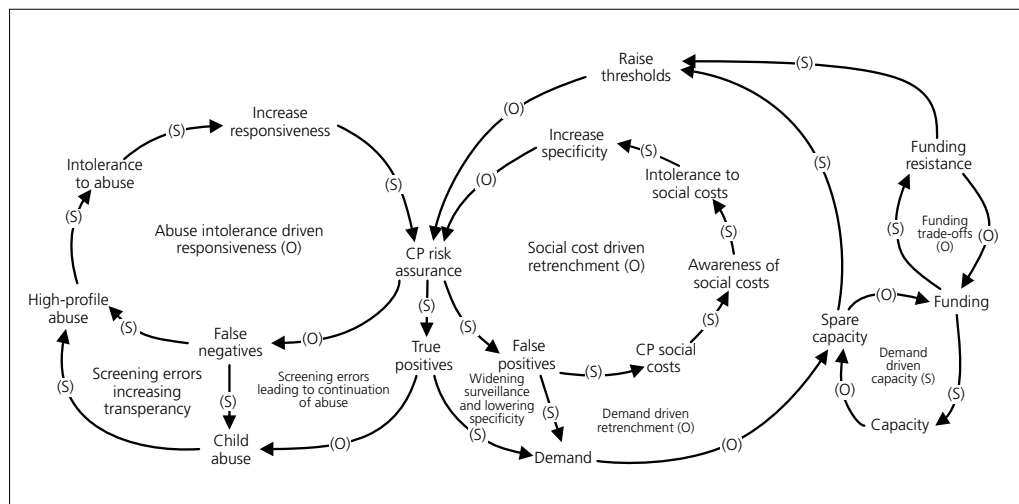 Raise
thresholds
(S)
(O)
Increase
responsiveness
(S)
Increase
specificity
(S)
Funding
resistance
Intolerance
to abuse
(S)
(O)
Intolerance to
social costs
(S)
(S)
Abuse intolerance driven
responsiveness (O)
Social cost driven
retrenchment (O)
(S)
Funding
trade-offs
(O)
(S)
(O)
CP risk
assurance
Awareness of
social costs
High-profile
abuse
(S)
(O)
Funding
(S)
False
negatives
(O)
(S)
True
positives
(S)
False
positives
(S)
CP social
costs
(S)
Spare
capacity
Demand
driven
capacity (S)
(O)
(S)
Screening errors
increasing
transperancy
Screening errors
leading to continuation
of abuse
Widening
surveillance
and lowering
specificity
(S)
(S)
(S)
Demand driven
retrenchment (O)
Capacity
(S)
Child
abuse
(O)
Demand
(O)